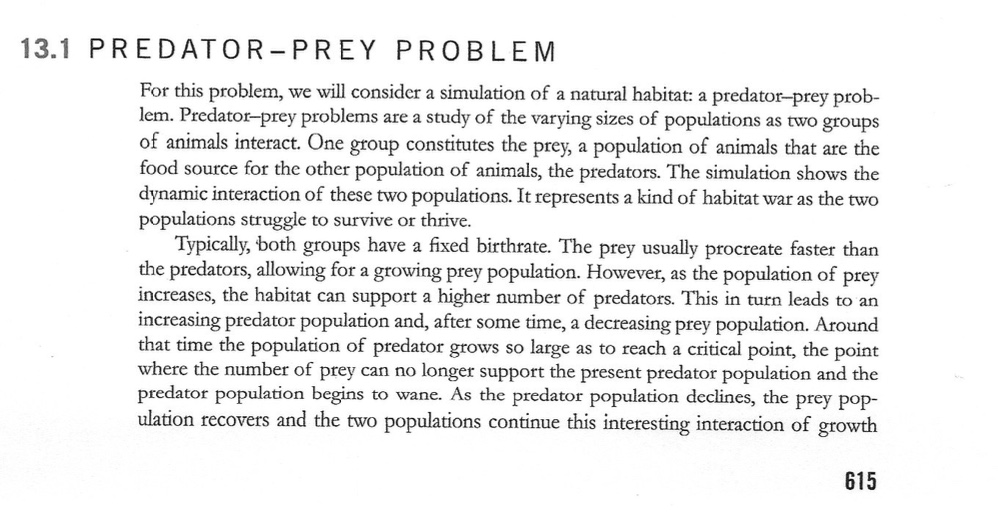 13.1 PREDATOR–PREY PROBLEM
For this problem, we will consider a simulation of a natural habitat: a predator–prey prob-
lem. Predator–prey problems are a study of the varying sizes of populations as two groups
of animals interact. One group constitutes the prey, a population of animals that are the
food source for the other population of animals, the predators. The simulation shows the
dynamic interaction of these two populations. It represents a kind of habitat war as the two
populations struggle to survive or thrive.
Typically, both groups have a fixed birthrate. The prey usually procreate faster than
the predators, allowing for a growing prey population. However, as the population of prey
increases, the habitat can support a higher number of predators. This in turn leads to an
increasing predator population and, after some time, a decreasing prey population. Around
that time the population of predator grows so large as to reach a critical point, the point
where the number of prey can no longer support the present predator population and the
predator population begins to wane. As the predator population declines, the prey pop-
ulation recovers and the two populations continue this interesting interaction of growth
615